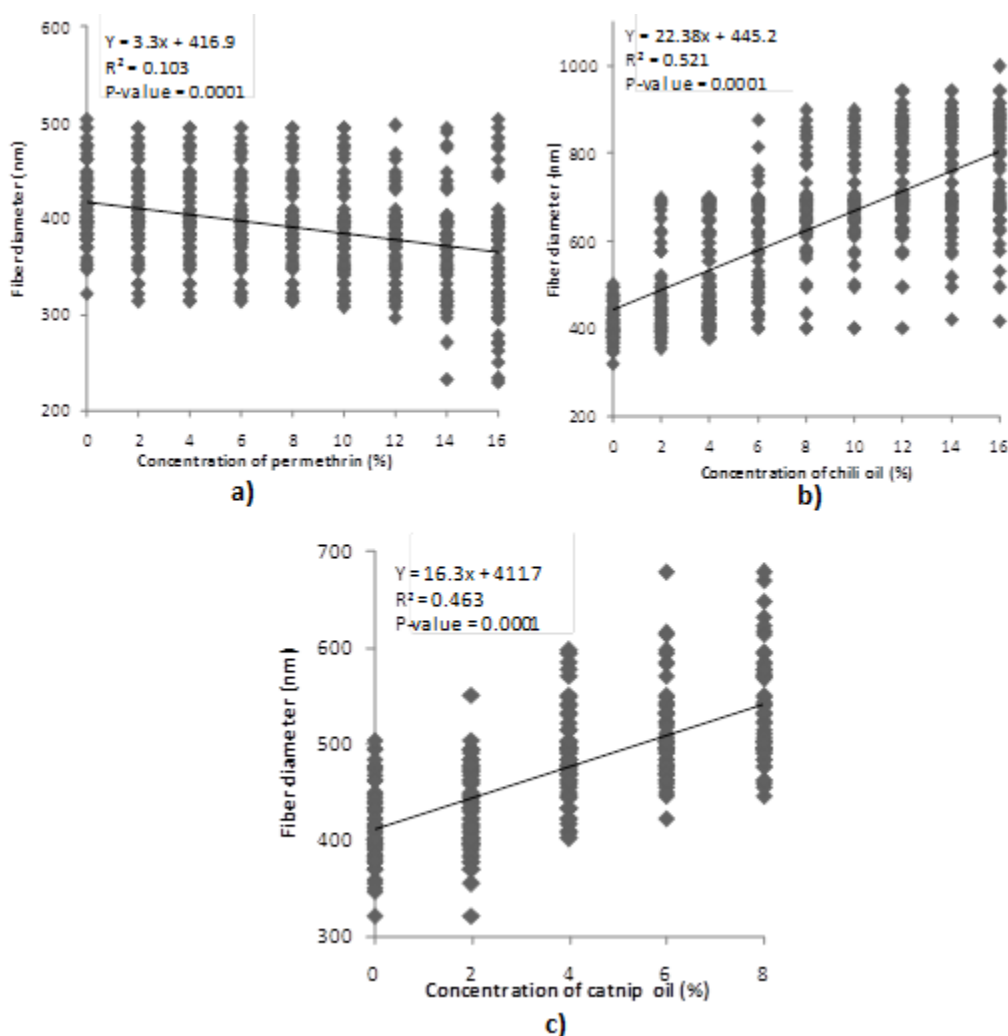 600
500
400
300
200
Fiber diameter (nm)
Y = 3.3x + 416.9
R² = 0.103
P-value = 0.0001
0 2 4 6 8 10 12 14 16
Concentration of permethrin (%)
a)
1000
800
600
400
200
Fiber diameter (nm)
Y = 22.38x + 445.2
R² = 0.521
P-value = 0.0001
0 2 4 6 8 10 12 14 16
Concentration of chili oil (%)
b)
700
600
500
400
300
Fiber diameter (nm)
Y = 16.3x + 4117
R² = 0.463
P-value = 0.0001
0 2 4 6 8
Concentration of catnip oil (%)
c)